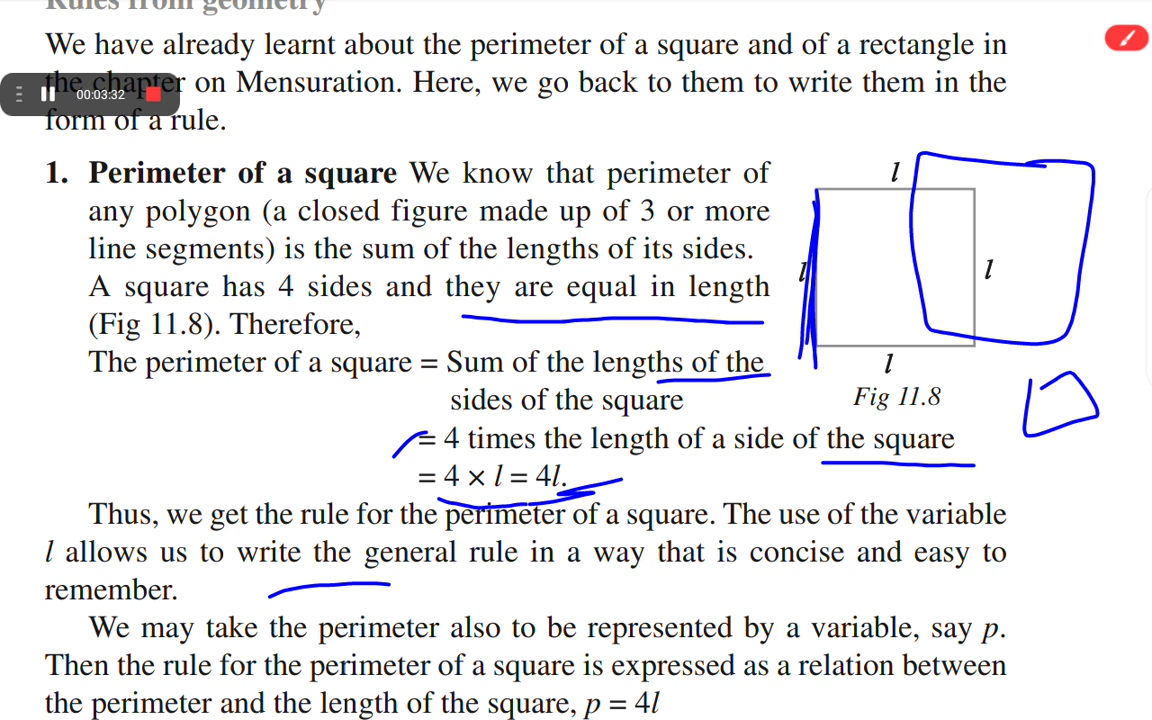 Rules from geometry
We have already learnt about the perimeter of a square and of a rectangle in
the chapter on Mensuration. Here, we go back to them to write them in the
00:03:32
form of a rule.
1. Perimeter of a square We know that perimeter of
any polygon (a closed figure made up of 3 or more
line segments) is the sum of the lengths of its sides.
A square has 4 sides and they are equal in length
(Fig 11.8). Therefore,
The perimeter of a square = Sum of the lengths of the
sides of the square
= 4 times the length of a side of the square
= 4 × l = 4l.
l
l
l
l
Fig 11.8
Thus, we get the rule for the perimeter of a square. The use of the variable
l allows us to write the general rule in a way that is concise and easy to
remember.
We may take the perimeter also to be represented by a variable, say p.
Then the rule for the perimeter of a square is expressed as a relation between
the perimeter and the length of the square, p = 4l